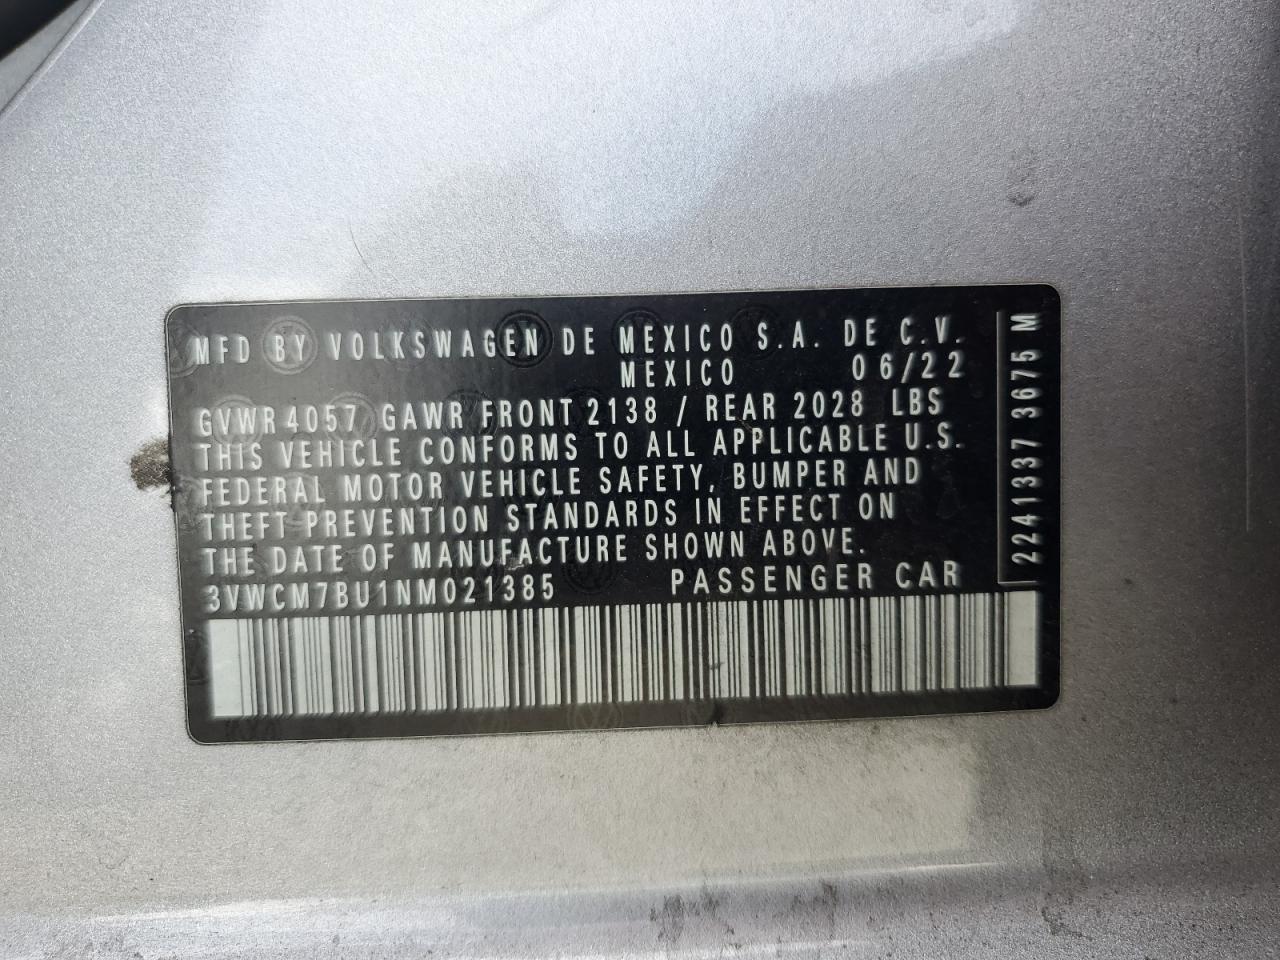 MFD BY VOLKSWAGEN DE MEXICO S.A. DE C.V.
MEXICO 06/22
GVWR 4057 GAWR FRONT 2138 / REAR 2028 LBS
THIS VEHICLE CONFORMS TO ALL APPLICABLE U.S.
FEDERAL MOTOR VEHICLE SAFETY, BUMPER AND
THEFT PREVENTION STANDARDS IN EFFECT ON
THE DATE OF MANUFACTURE SHOWN ABOVE.
3VWCM7BU1NM021385 PASSENGER CAR
2241337 3675 M